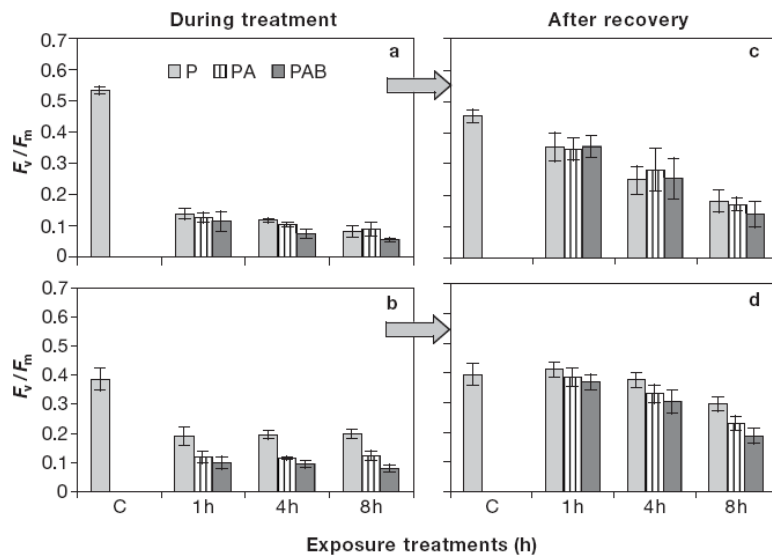 During treatment
After recovery
0.7
0.6
0.5
0.4
0.3
0.2
0.1
0
Fv/Fm
a
P PA PAB
c
0.7
0.6
0.5
0.4
0.3
0.2
0.1
0
Fv/Fm
b
d
C 1h 4h 8h
C 1h 4h 8h
Exposure treatments (h)